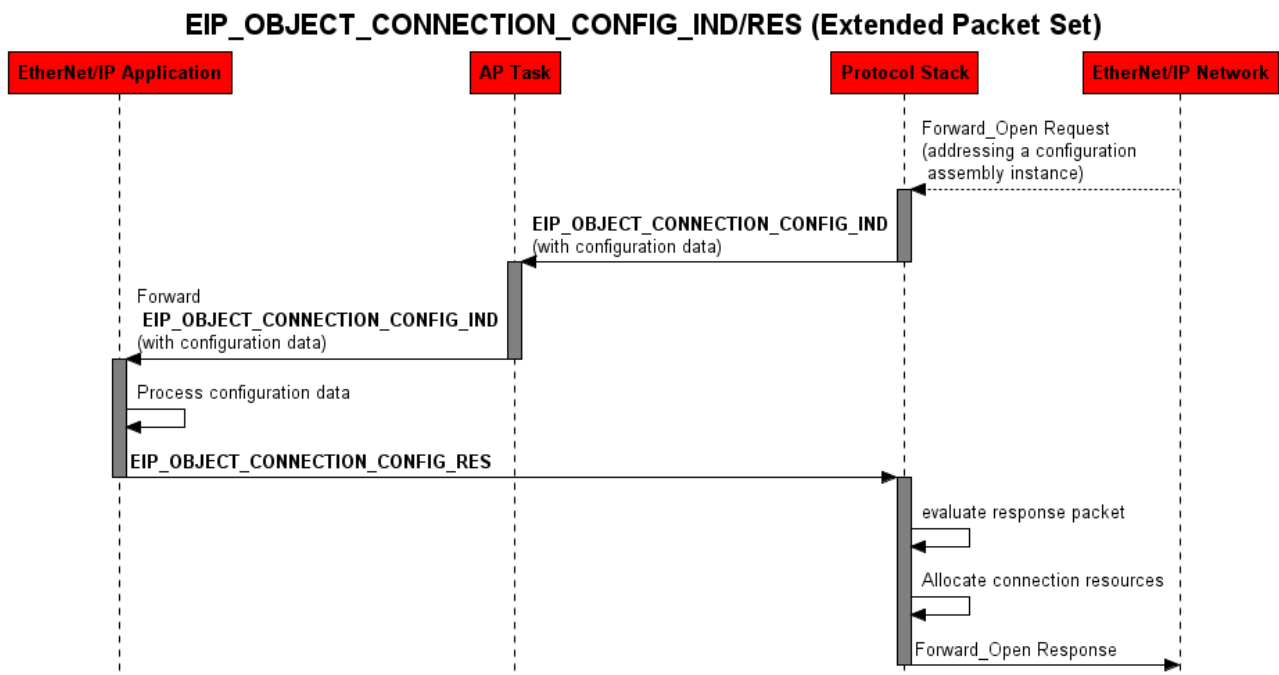 EIP_OBJECT_CONNECTION_CONFIG_IND/RES (Extended Packet Set)
EtherNet/IP Application
AP Task
Protocol Stack
EtherNet/IP Network
Forward_Open Request
(addressing a configuration
assembly instance)
EIP_OBJECT_CONNECTION_CONFIG_IND
(with configuration data)
Forward
EIP_OBJECT_CONNECTION_CONFIG_IND
(with configuration data)
Process configuration data
EIP_OBJECT_CONNECTION_CONFIG_RES
evaluate response packet
Allocate connection resources
Forward_Open Response